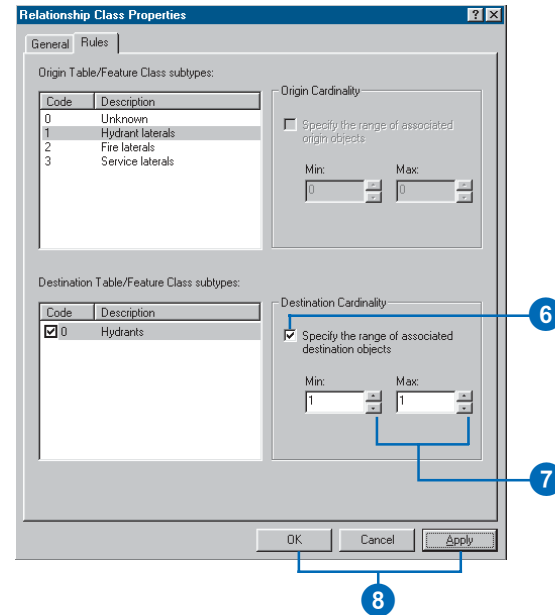 Relationship Class Properties
General Rules
Origin Table/Feature Class subtypes:
Code Description
0 Unknown
1 Hydrant laterals
2 Fire laterals
3 Service laterals
Origin Cardinality
Specify the range of associated
origin objects
Min: Max:
0 0
Destination Table/Feature Class subtypes:
Code Description
0 Hydrants
Destination Cardinality
Specify the range of associated
destination objects
Min: Max:
1 1
6
7
OK Cancel Apply
8